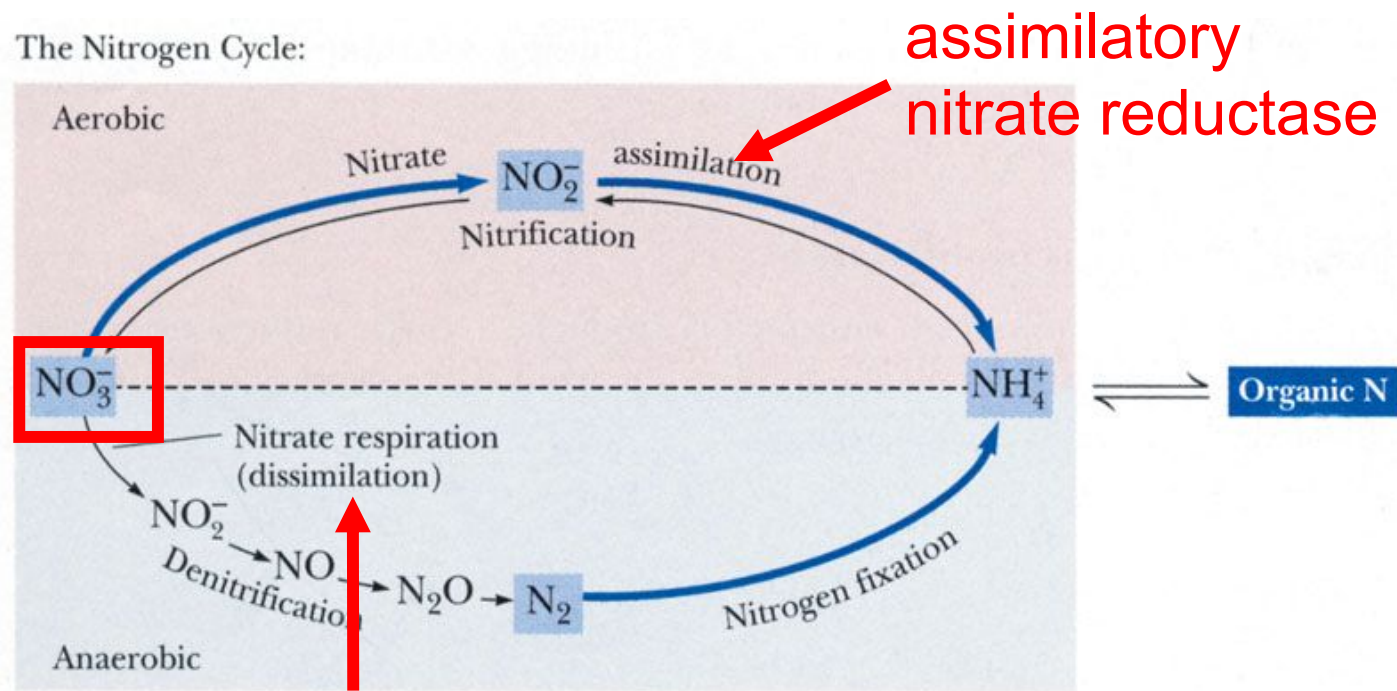 The Nitrogen Cycle:
assimilatory
nitrate reductase
Aerobic
Nitrate
NO₂⁻
assimilation
Nitrification
NO₃⁻
NH₄⁺
Organic N
Nitrate respiration
(dissimilation)
NO₂⁻
NO
N₂O
N₂
Denitrification
Nitrogen fixation
Anaerobic